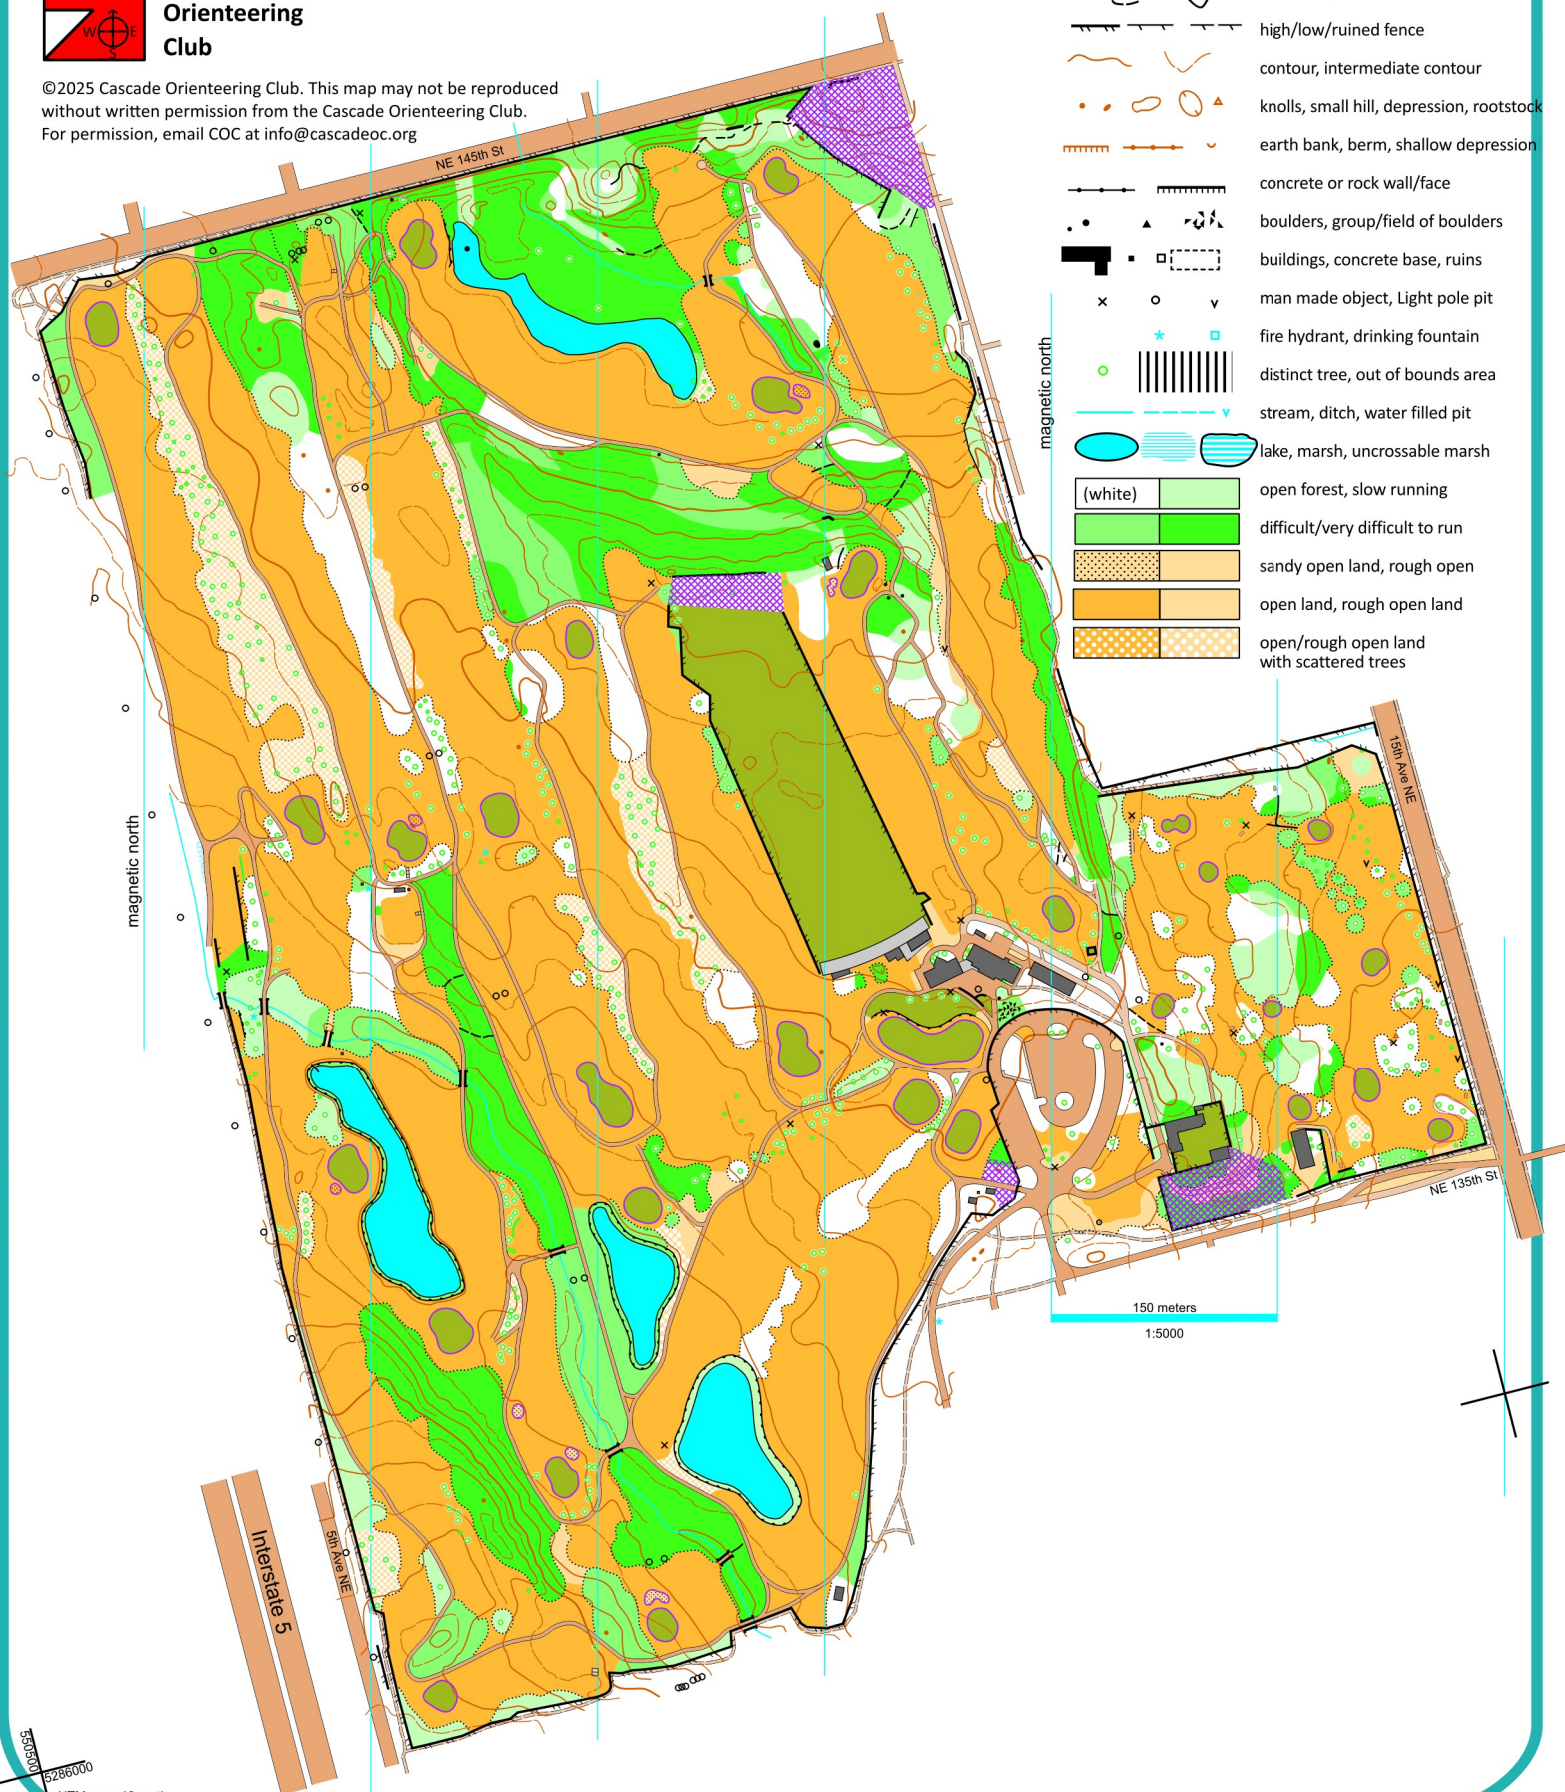 Orienteering
Club
W E
S
©2025 Cascade Orienteering Club. This map may not be reproduced
without written permission from the Cascade Orienteering Club.
For permission, email COC at info@cascadeoc.org
high/low/ruined fence
contour, intermediate contour
knolls, small hill, depression, rootstock
earth bank, berm, shallow depression
concrete or rock wall/face
boulders, group/field of boulders
buildings, concrete base, ruins
man made object, Light pole pit
fire hydrant, drinking fountain
distinct tree, out of bounds area
stream, ditch, water filled pit
lake, marsh, uncrossable marsh
(white)
open forest, slow running
difficult/very difficult to run
sandy open land, rough open
open land, rough open land
open/rough open land
with scattered trees
NE 145th St
magnetic north
15th Ave NE
magnetic north
NE 135th St
150 meters
1:5000
Interstate 5
5th Ave NE
550500
5286000